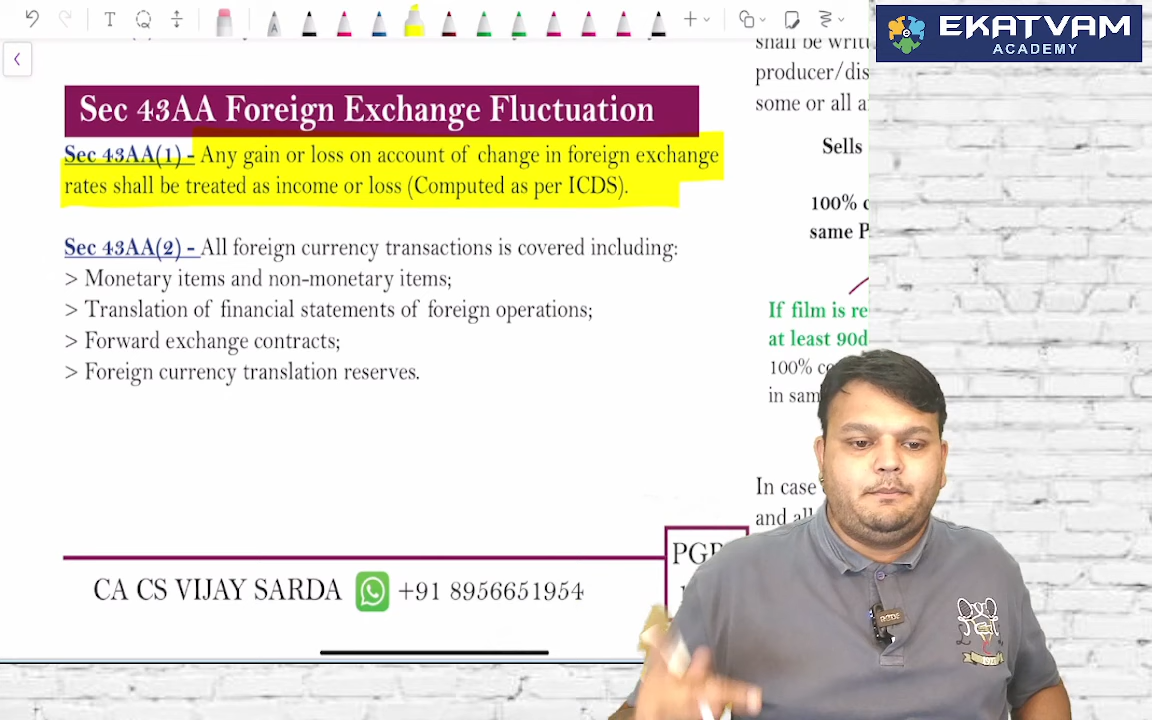 EKATVAM
ACADEMY
Sec 43AA Foreign Exchange Fluctuation
Sec 43AA(1) - Any gain or loss on account of change in foreign exchange
rates shall be treated as income or loss (Computed as per ICDS).
Sec 43AA(2) - All foreign currency transactions is covered including:
> Monetary items and non-monetary items;
> Translation of financial statements of foreign operations;
> Forward exchange contracts;
> Foreign currency translation reserves.
CA CS VIJAY SARDA +91 8956651954
shall be
producer/dis
some or all a
Sells
100% c
same P
If film is re
at least 90d
100% co
in sam
In case
and all